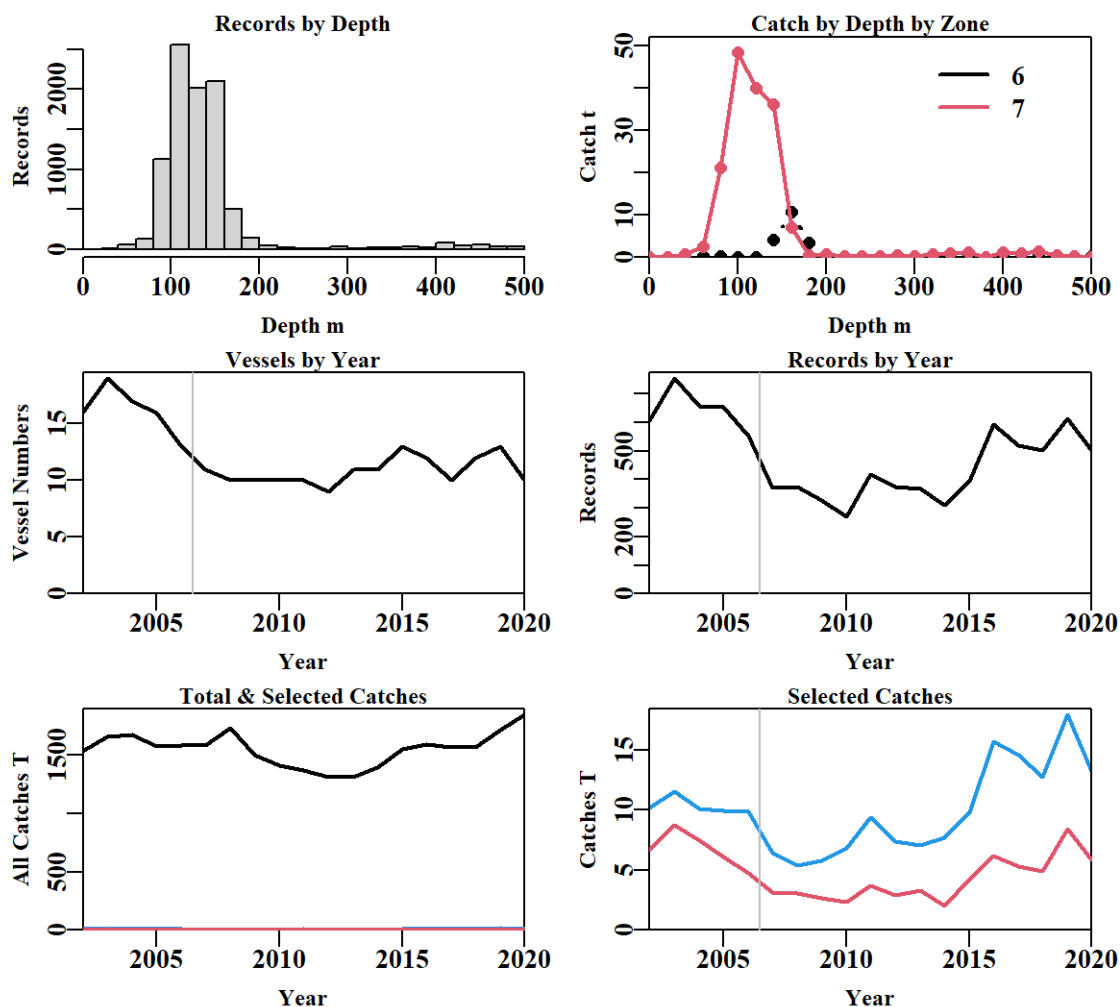 Records by Depth
Records
0
1000
2000
0 100 200 300 400 500
Depth m
Catch by Depth by Zone
Catch t
0
10
30
50
6
7
0 100 200 300 400 500
Depth m
Vessels by Year
Vessel Numbers
0
5
10
15
2005 2010 2015 2020
Year
Records by Year
Records
0
200
500
2005 2010 2015 2020
Year
Total & Selected Catches
All Catches T
0
500
1500
2005 2010 2015 2020
Year
Selected Catches
Catches T
0
5
10
15
2005 2010 2015 2020
Year